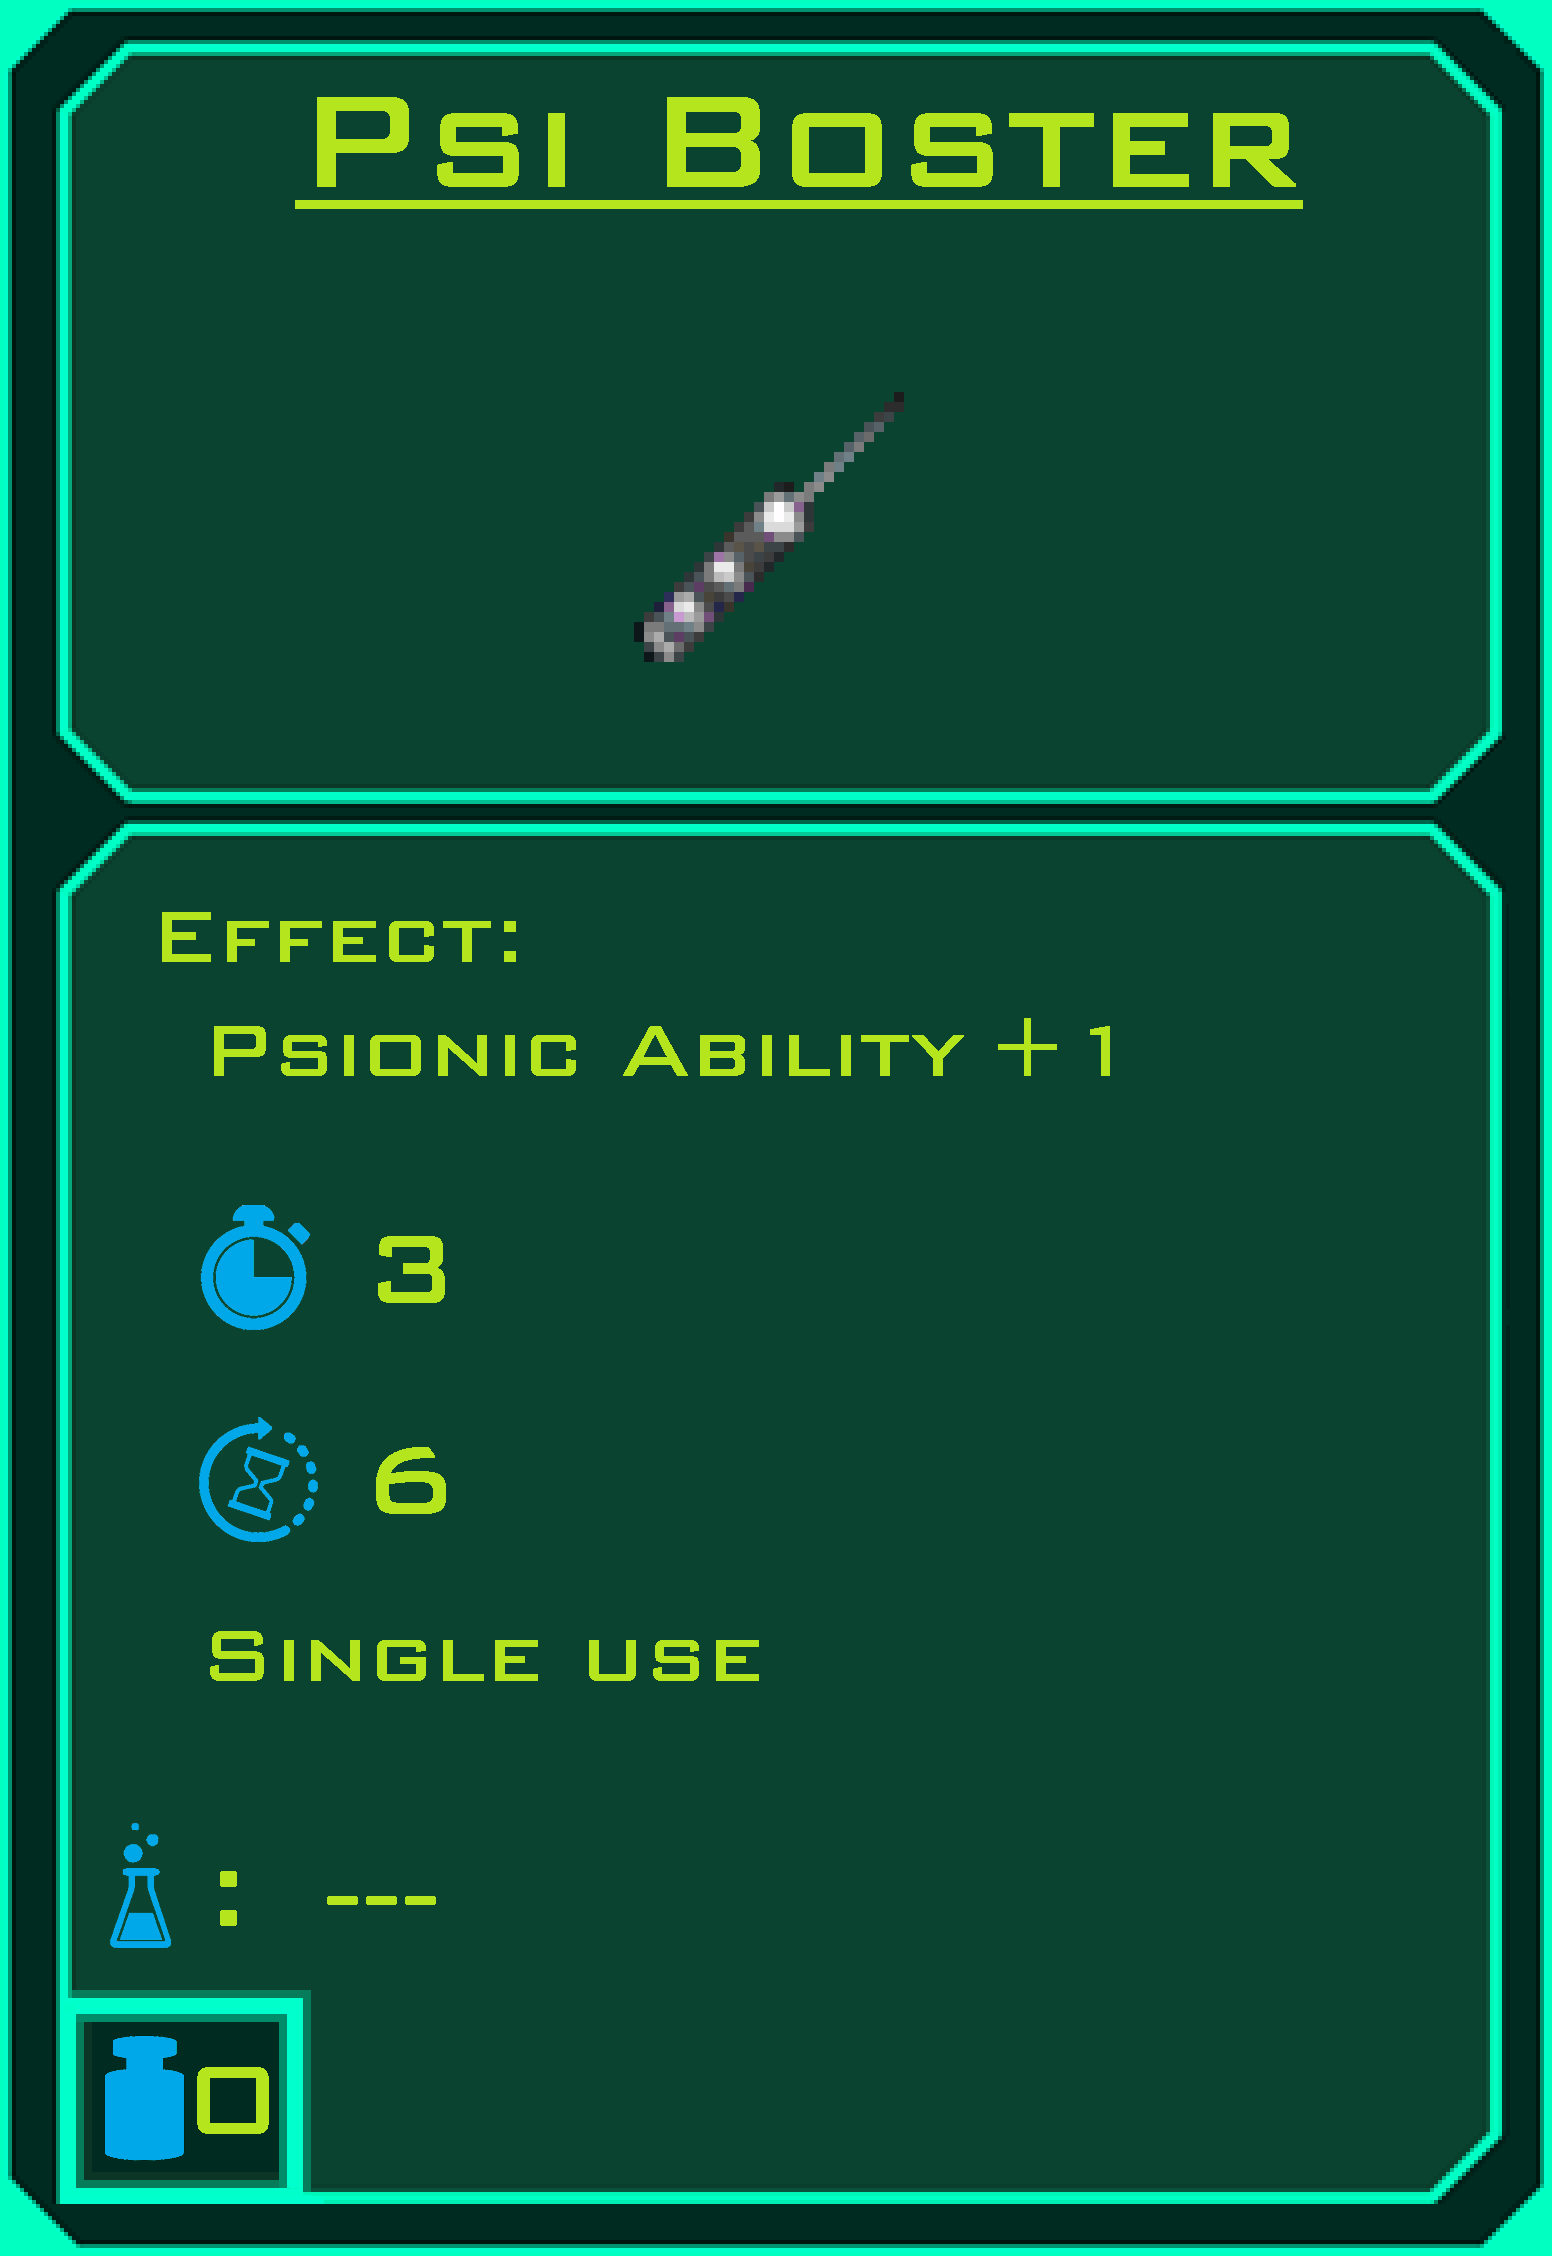 Psi Boster
Effect:
Psionic Ability +1
3
6
Single use
: ---
0